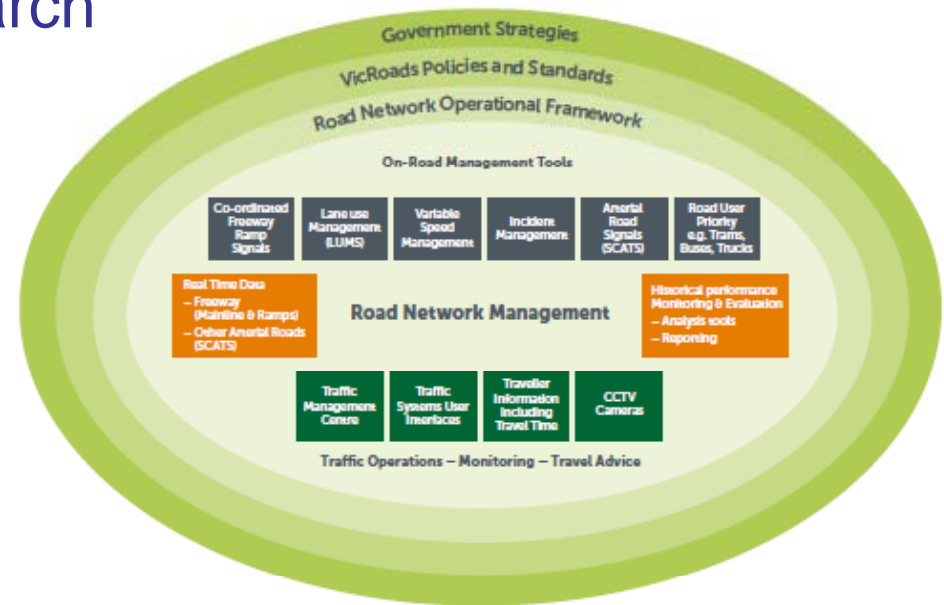 arch
Government Strategies
VicRoads Policies and Standards
Road Network Operational Framework
On-Road Management Tools
Co-ordinated
Freeway
Ramp
Signals
Lane use
Management
(LUMS)
Variable
Speed
Management
Incident
Management
Arterial
Road
Signals
(SCATS)
Road User
Priority
e.g. Trams,
Buses, Trucks
Real Time Data
– Freeway
(Mainline & Ramps)
– Other Arterial Roads
(SCATS)
Road Network Management
Historical performance
Monitoring & Evaluation
– Analysis tools
– Reporting
Traffic
Management
Centre
Traffic
Systems User
Interfaces
Traveller
Information
Including
Travel Time
CCTV
Cameras
Traffic Operations – Monitoring – Travel Advice